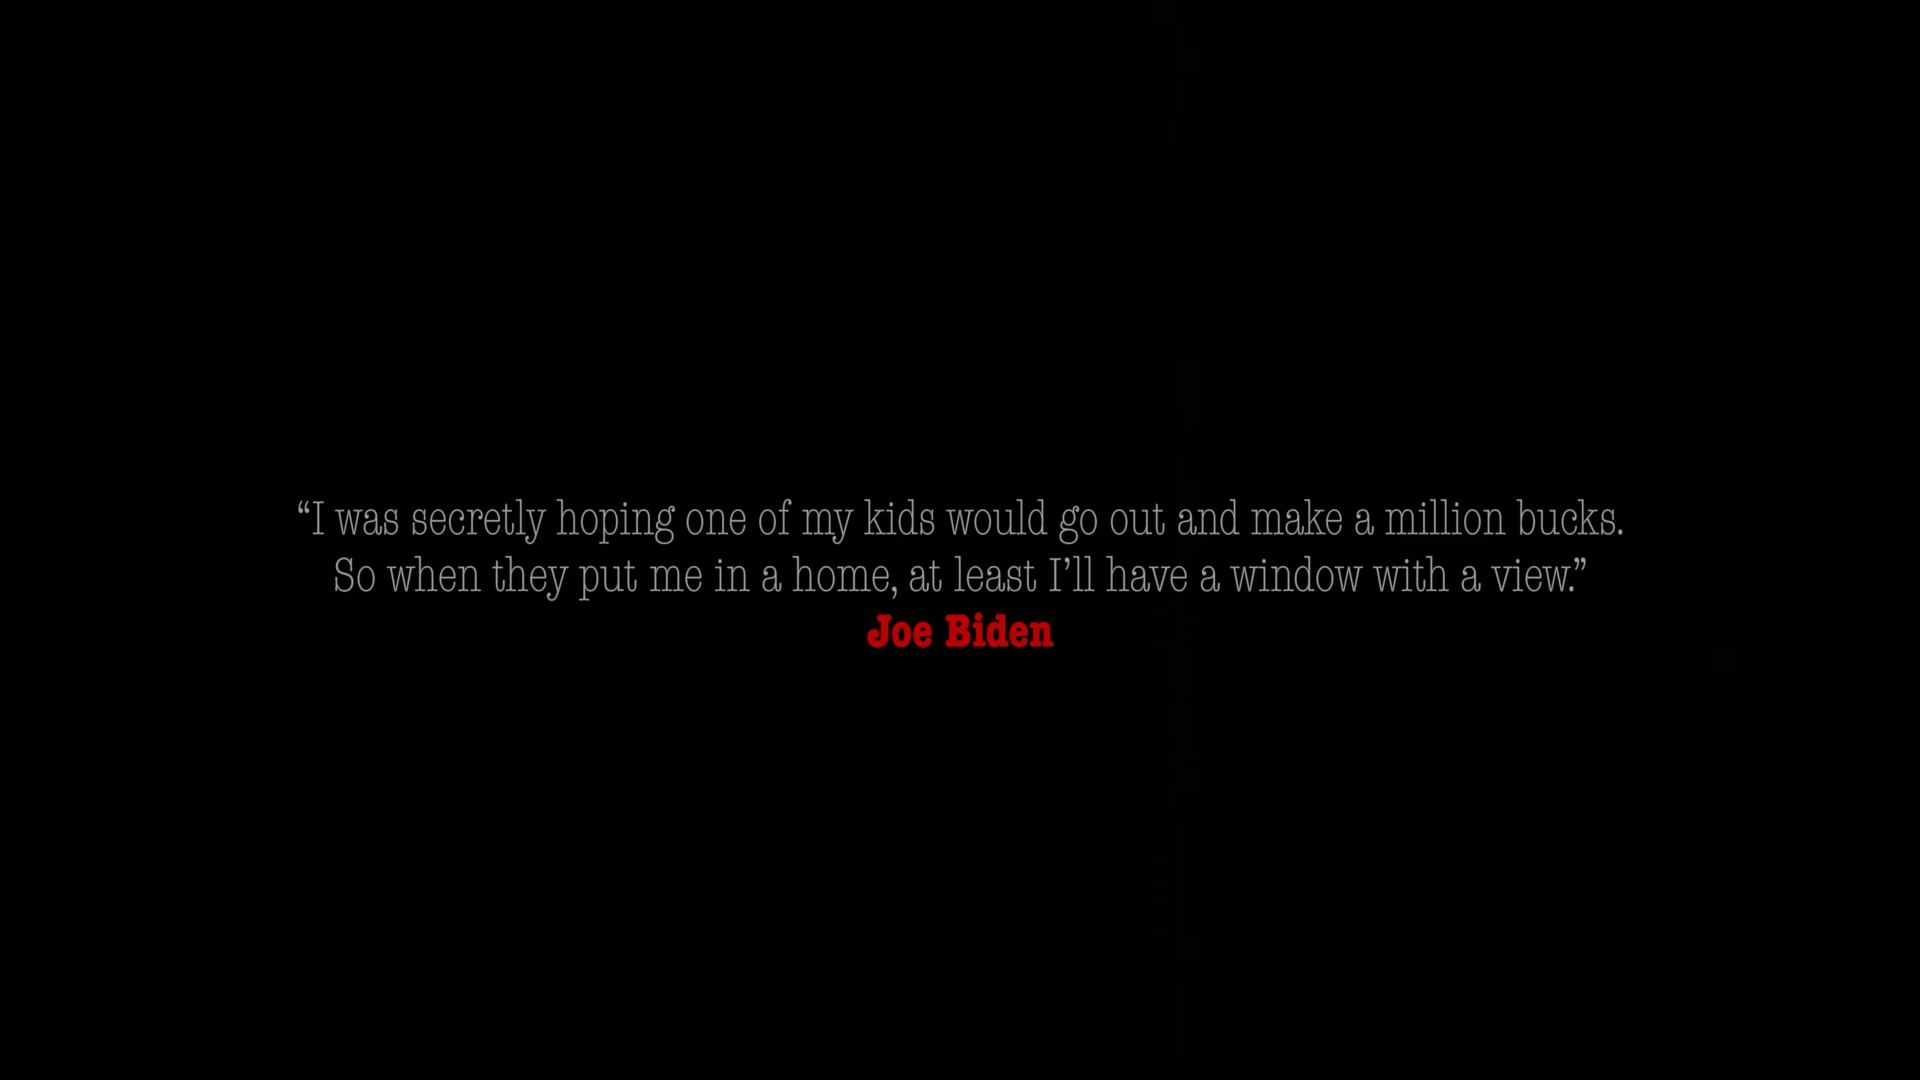 “I was secretly hoping one of my kids would go out and make a million bucks.
So when they put me in a home, at least I’ll have a window with a view.”
Joe Biden